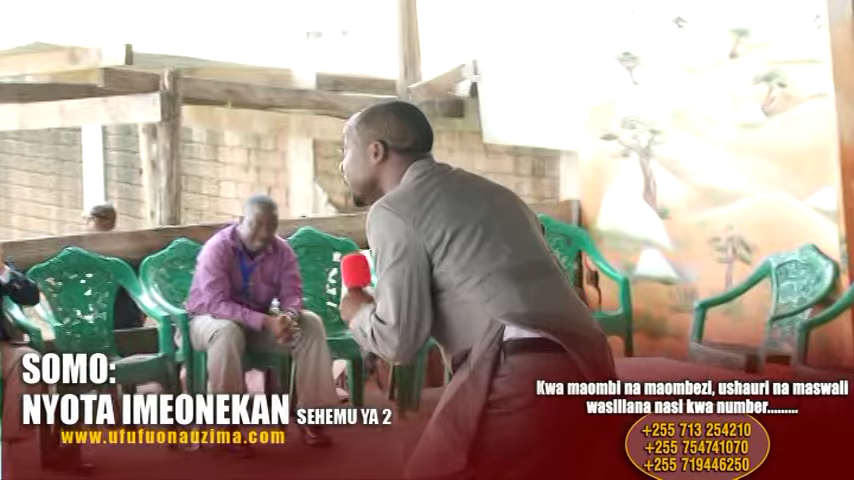 SOMO:
NYOTA IMEONEKAN SEHEMU YA 2
www.ufufuonauzima.com
Kwa maombi na maombezi, ushauri na maswali
wasiliana nasi kwa number.........
+255 713 254210
+255 754741070
+255 719446250